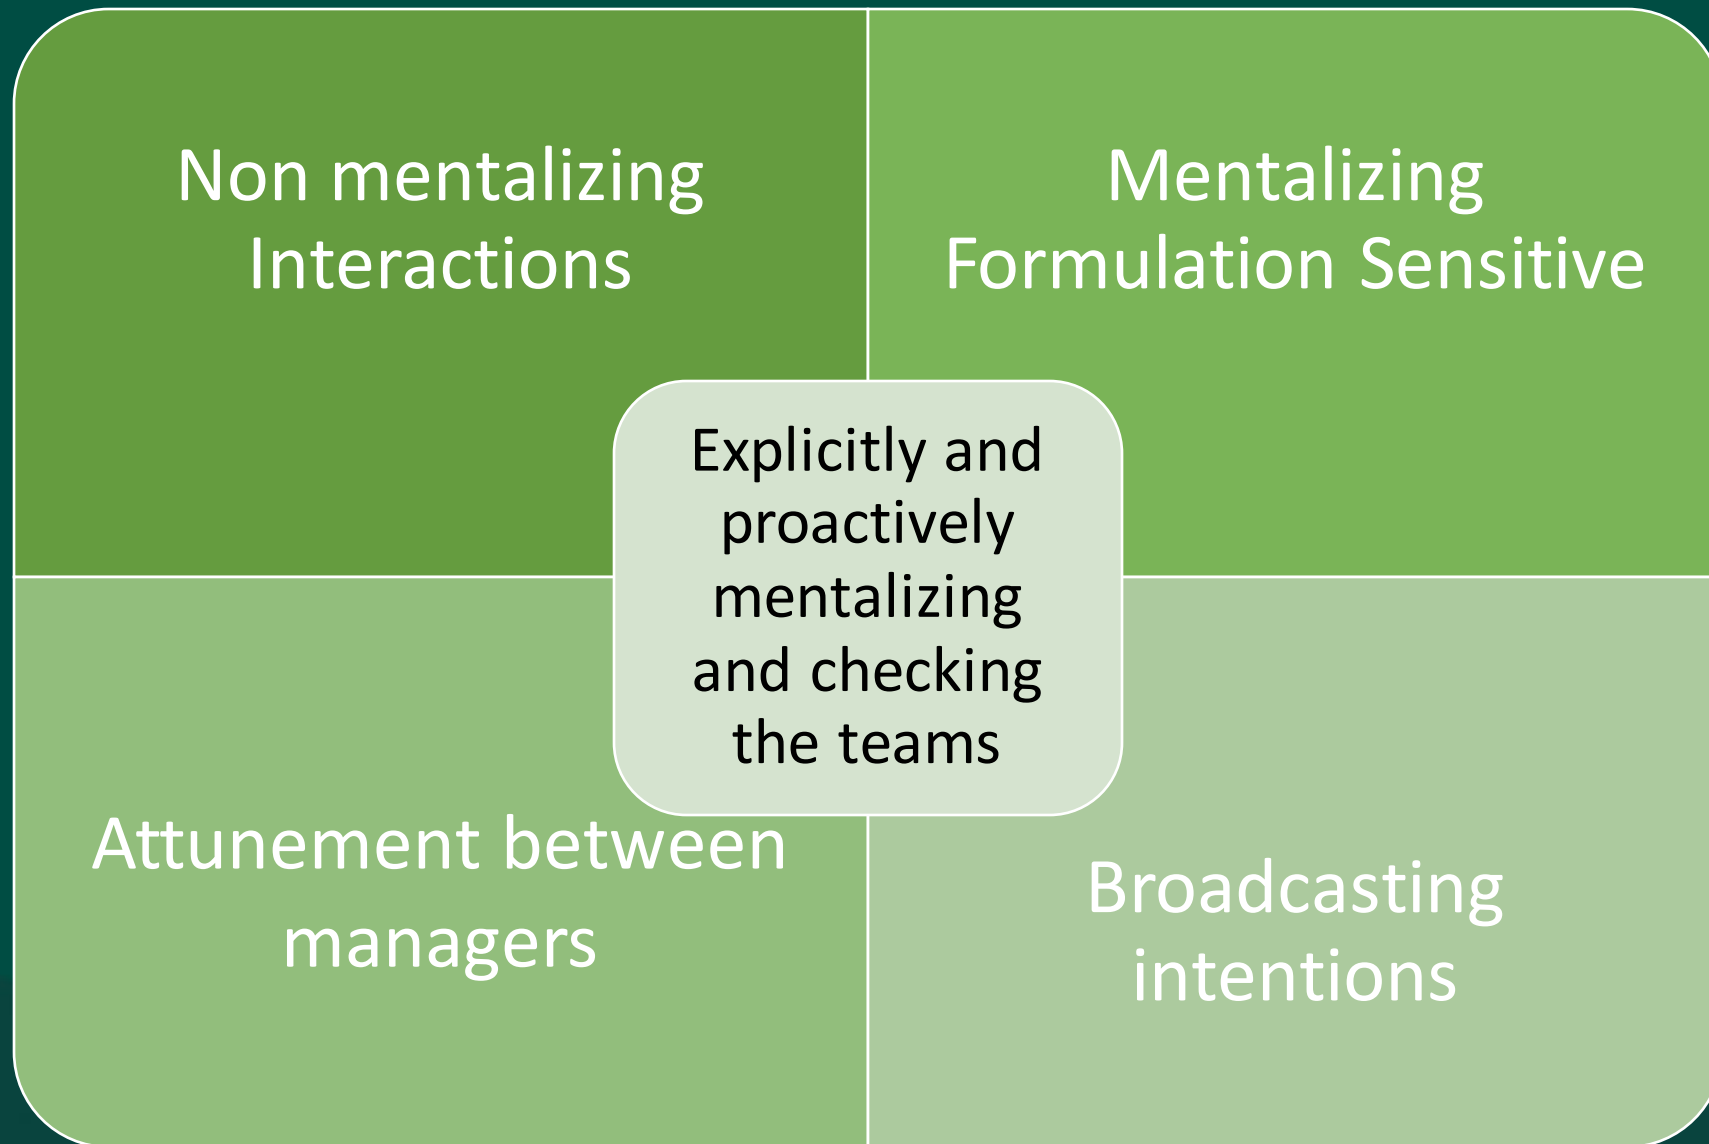 Non mentalizing
Interactions
Mentalizing
Formulation Sensitive
Explicitly and
proactively
mentalizing
and checking
the teams
Attunement between
managers
Broadcasting
intentions